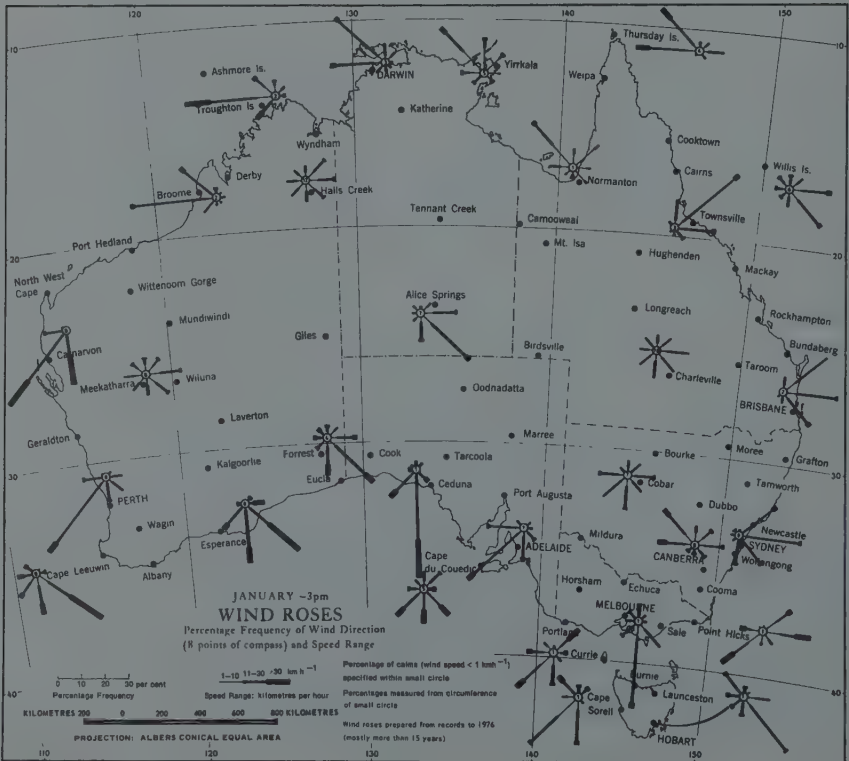 120
130
140
150
10
10
Thursday Is.
Ashmore Is.
DARWIN
Yirrkala
Weipa
Troughton Is
Katherine
Wyndham
Cooktown
Derby
Cairns
Willis Is.
Broome
Halls Creek
Normanton
Tennant Creek
Camooweal
Townsville
Port Hedland
Mt. Isa
Hughenden
20
20
North West
Cape
Wittenoom Gorge
Mackay
Alice Springs
Longreach
Mundiwindi
Rockhampton
Giles
Birdsville
Bundaberg
Carnarvon
Taroom
Meekatharra
Wiluna
Charleville
Oodnadatta
BRISBANE
Laverton
Geraldton
Marree
Moree
Grafton
Forrest
Cook
Tarcoola
Bourke
30
Kalgoorlie
30
Eucla
Ceduna
Cobar
Tamworth
PERTH
Port Augusta
Dubbo
Wagin
Mildura
Newcastle
Esperance
ADELAIDE
SYDNEY
CANBERRA
Wollongong
Cape Leeuwin
Albany
Cape
du Couedic
Horsham
Echuca
Cooma
MELBOURNE
Portland
Sale
Point Hicks
Currie
Burnie
Launceston
Cape
Sorell
HOBART
JANUARY -3pm
WIND ROSES
Percentage Frequency of Wind Direction
(8 points of compass) and Speed Range
0 10 20 30 per cent
Percentage Frequency
1-10 11-30 >30 km h⁻¹
Speed Range: kilometres per hour
Percentage of calms (wind speed < 1 kmh⁻¹)
specified within small circle
Percentages measured from circumference
of small circle
Wind roses prepared from records to 1976
(mostly more than 15 years)
KILOMETRES 200 0 200 400 600 800 KILOMETRES
PROJECTION: ALBERS CONICAL EQUAL AREA
40
40
110
120
130
140
150